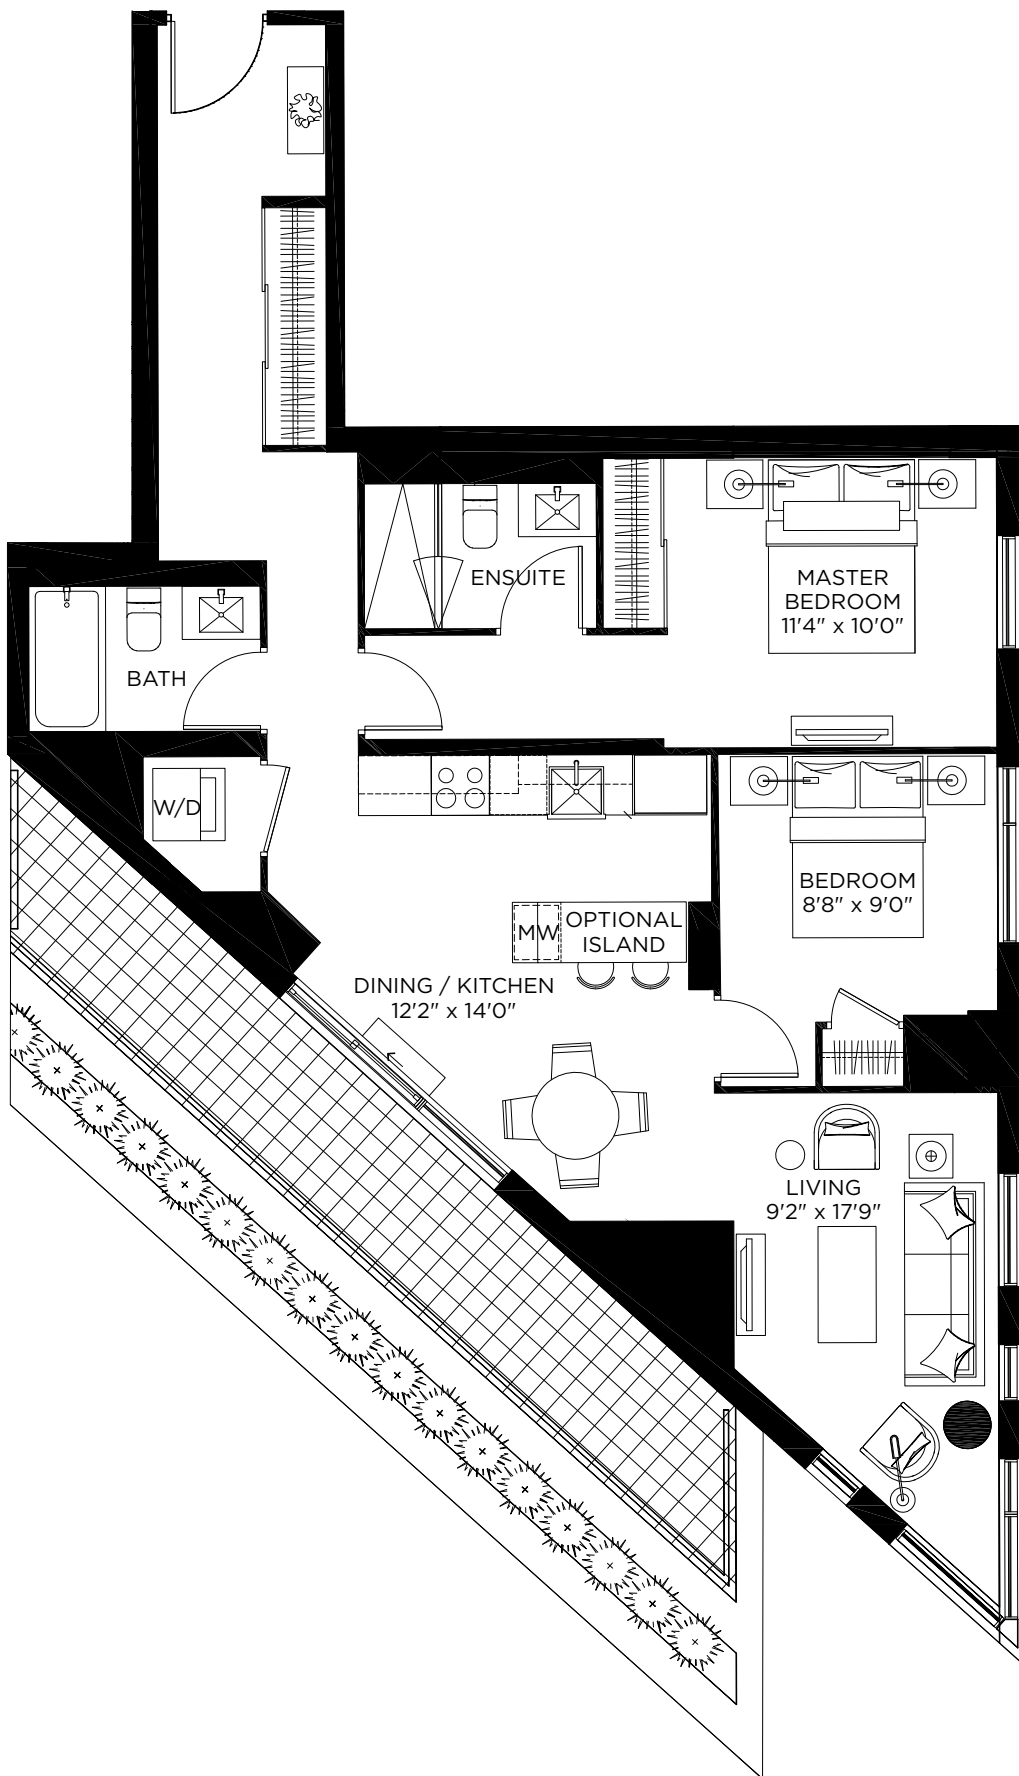 ENSUITE
MASTER
BEDROOM
11'4" x 10'0"
BATH
W/D
BEDROOM
8'8" x 9'0"
MW
OPTIONAL
ISLAND
DINING / KITCHEN
12'2" x 14'0"
LIVING
9'2" x 17'9"